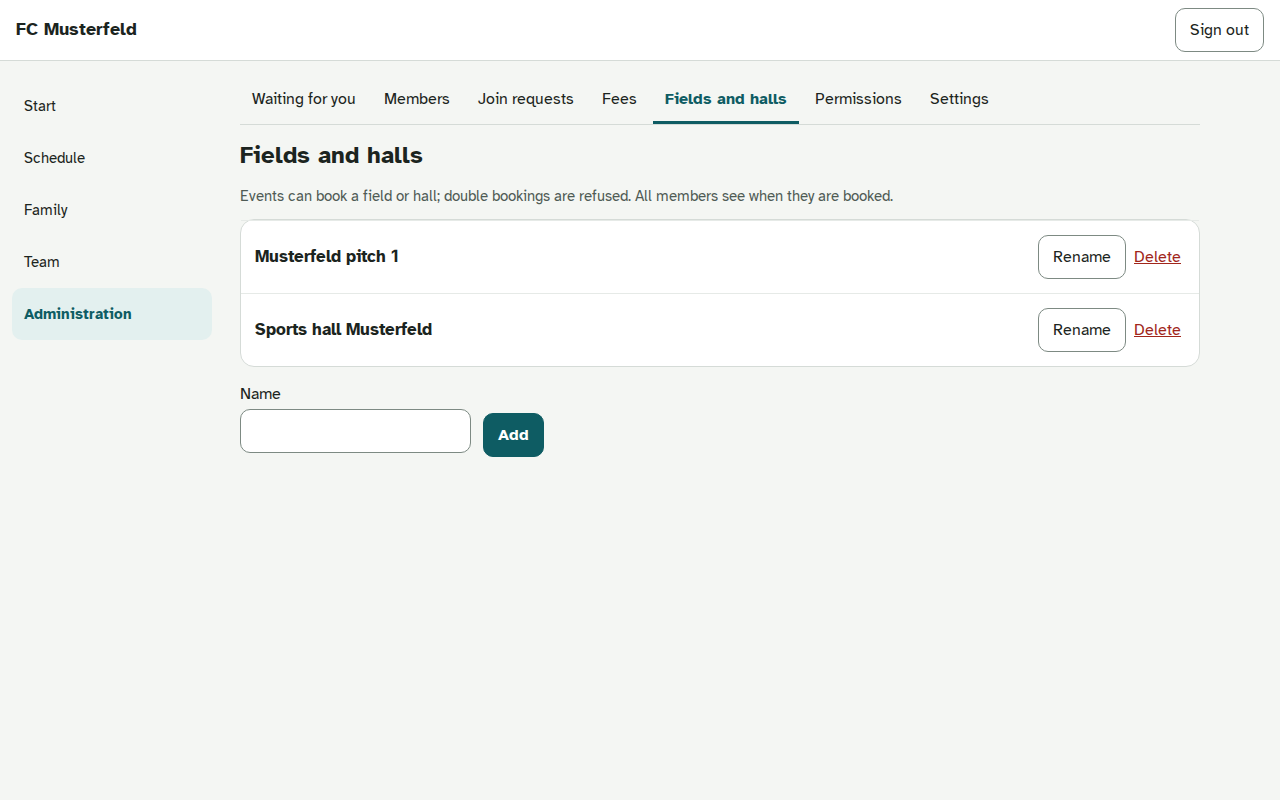 FC Musterfeld
Sign out
Start
Schedule
Family
Team
Administration
Waiting for you
Members
Join requests
Fees
Fields and halls
Permissions
Settings
Fields and halls
Events can book a field or hall; double bookings are refused. All members see when they are booked.
Musterfeld pitch 1
Rename
Delete
Sports hall Musterfeld
Rename
Delete
Name
Add